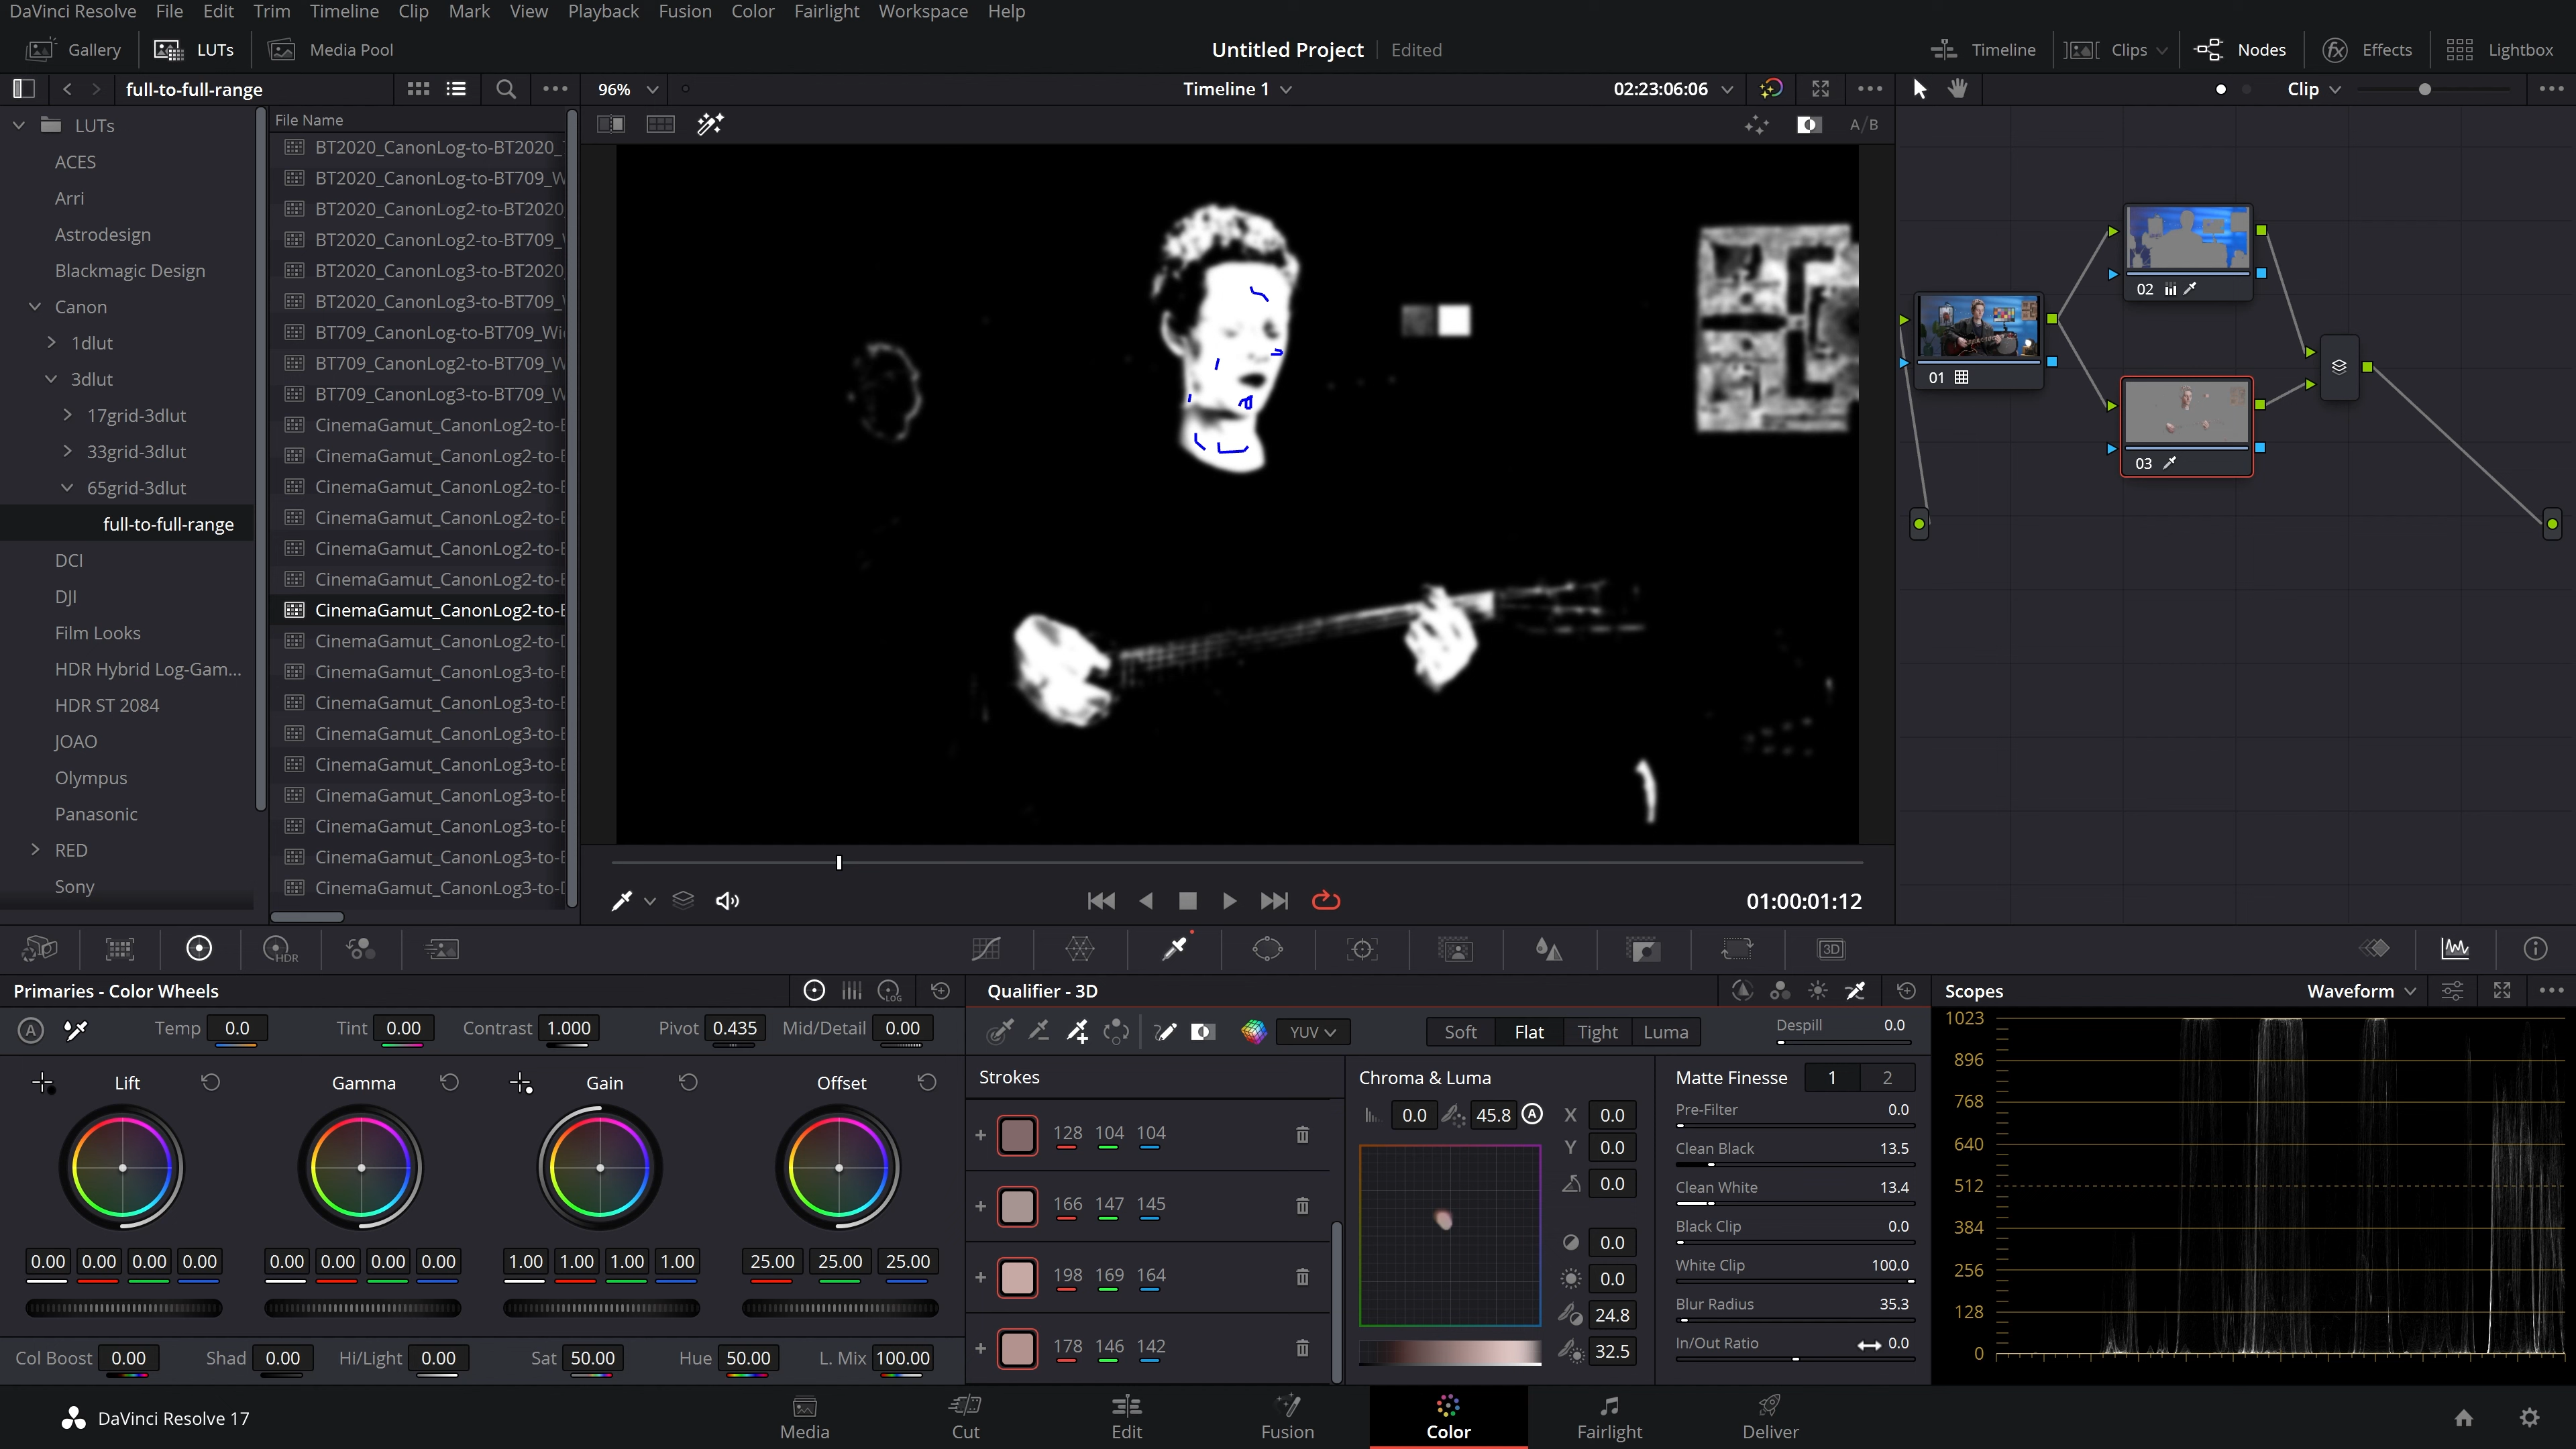 DaVinci Resolve File Edit Trim Timeline Clip Mark View Playback Fusion Color Fairlight Workspace Help
Gallery LUTs Media Pool Untitled Project Edited Timeline Clips Nodes Effects Lightbox
full-to-full-range 96% Timeline 1 02:23:06:06 Clip
A/B
LUTs
ACES
Arri
Astrodesign
Blackmagic Design
Canon
1dlut
3dlut
17grid-3dlut
33grid-3dlut
65grid-3dlut
full-to-full-range
DCI
DJI
Film Looks
HDR Hybrid Log-Gam...
HDR ST 2084
JOAO
Olympus
Panasonic
RED
Sony
File Name
BT2020_CanonLog-to-BT2020_
BT2020_CanonLog-to-BT709_W
BT2020_CanonLog2-to-BT2020
BT2020_CanonLog2-to-BT709_
BT2020_CanonLog3-to-BT2020
BT2020_CanonLog3-to-BT709_
BT709_CanonLog-to-BT709_Wi
BT709_CanonLog2-to-BT709_W
BT709_CanonLog3-to-BT709_W
CinemaGamut_CanonLog2-to-
CinemaGamut_CanonLog2-to-
CinemaGamut_CanonLog2-to-
CinemaGamut_CanonLog2-to-
CinemaGamut_CanonLog2-to-
CinemaGamut_CanonLog2-to-
CinemaGamut_CanonLog2-to-
CinemaGamut_CanonLog2-to-
CinemaGamut_CanonLog3-to-
CinemaGamut_CanonLog3-to-
CinemaGamut_CanonLog3-to-
CinemaGamut_CanonLog3-to-
CinemaGamut_CanonLog3-to-
CinemaGamut_CanonLog3-to-
CinemaGamut_CanonLog3-to-
CinemaGamut_CanonLog3-to-
01:00:01:12
01
02
03
HDR
3D
Primaries - Color Wheels
LOG
A Temp 0.0 Tint 0.00 Contrast 1.000 Pivot 0.435 Mid/Detail 0.00
Lift Gamma Gain Offset
0.00 0.00 0.00 0.00 0.00 0.00 0.00 0.00 1.00 1.00 1.00 1.00 25.00 25.00 25.00
Col Boost 0.00 Shad 0.00 Hi/Light 0.00 Sat 50.00 Hue 50.00 L. Mix 100.00
Qualifier - 3D
YUV Soft Flat Tight Luma Despill 0.0
Strokes
128 104 104
166 147 145
198 169 164
178 146 142
Chroma & Luma
0.0 45.8 A X 0.0
Y 0.0
0.0
0.0
0.0
24.8
32.5
Matte Finesse 1 2
Pre-Filter 0.0
Clean Black 13.5
Clean White 13.4
Black Clip 0.0
White Clip 100.0
Blur Radius 35.3
In/Out Ratio 0.0
Scopes Waveform
1023
896
768
640
512
384
256
128
0
DaVinci Resolve 17 Media Cut Edit Fusion Color Fairlight Deliver